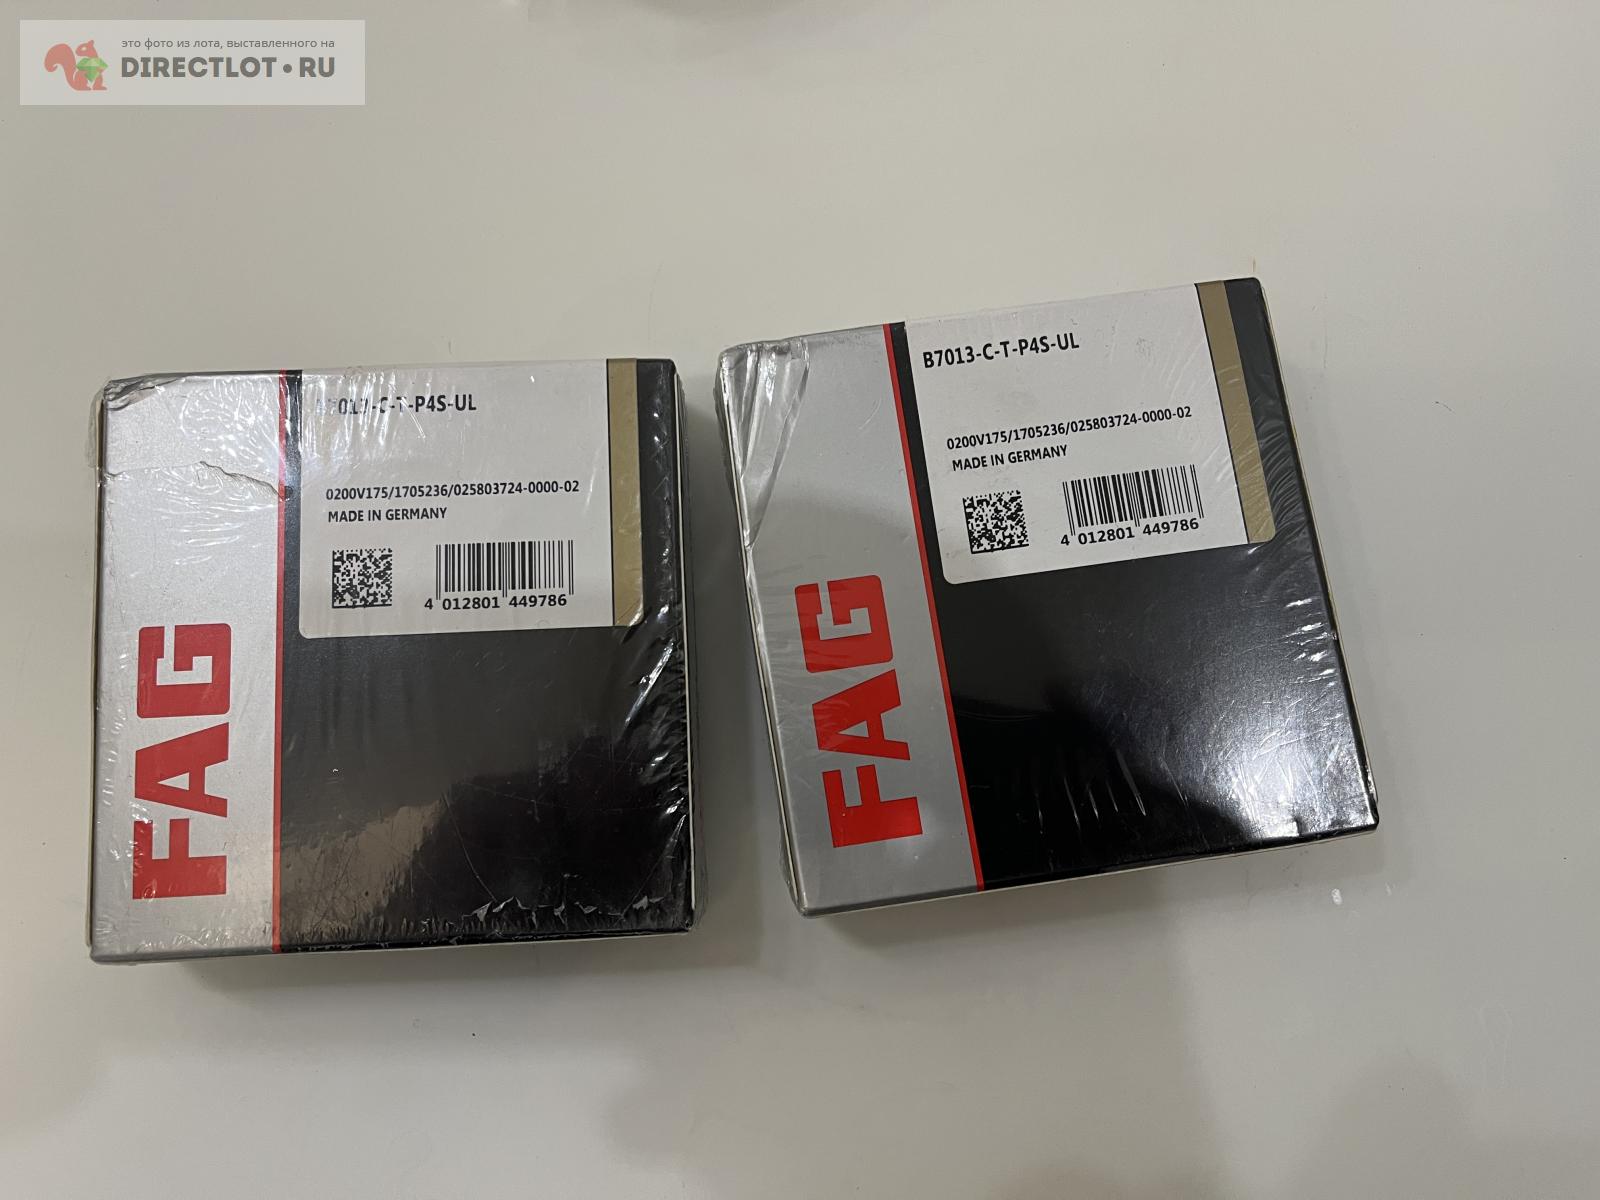 это фото из лота, выставленного на
DIRECTLOT•RU
B7013-C-T-P4S-UL
0200V175/1705236/025803724-0000-02
MADE IN GERMANY
4 012801 449786
FAG
B7013-C-T-P4S-UL
0200V175/1705236/025803724-0000-02
MADE IN GERMANY
4 012801 449786
FAG